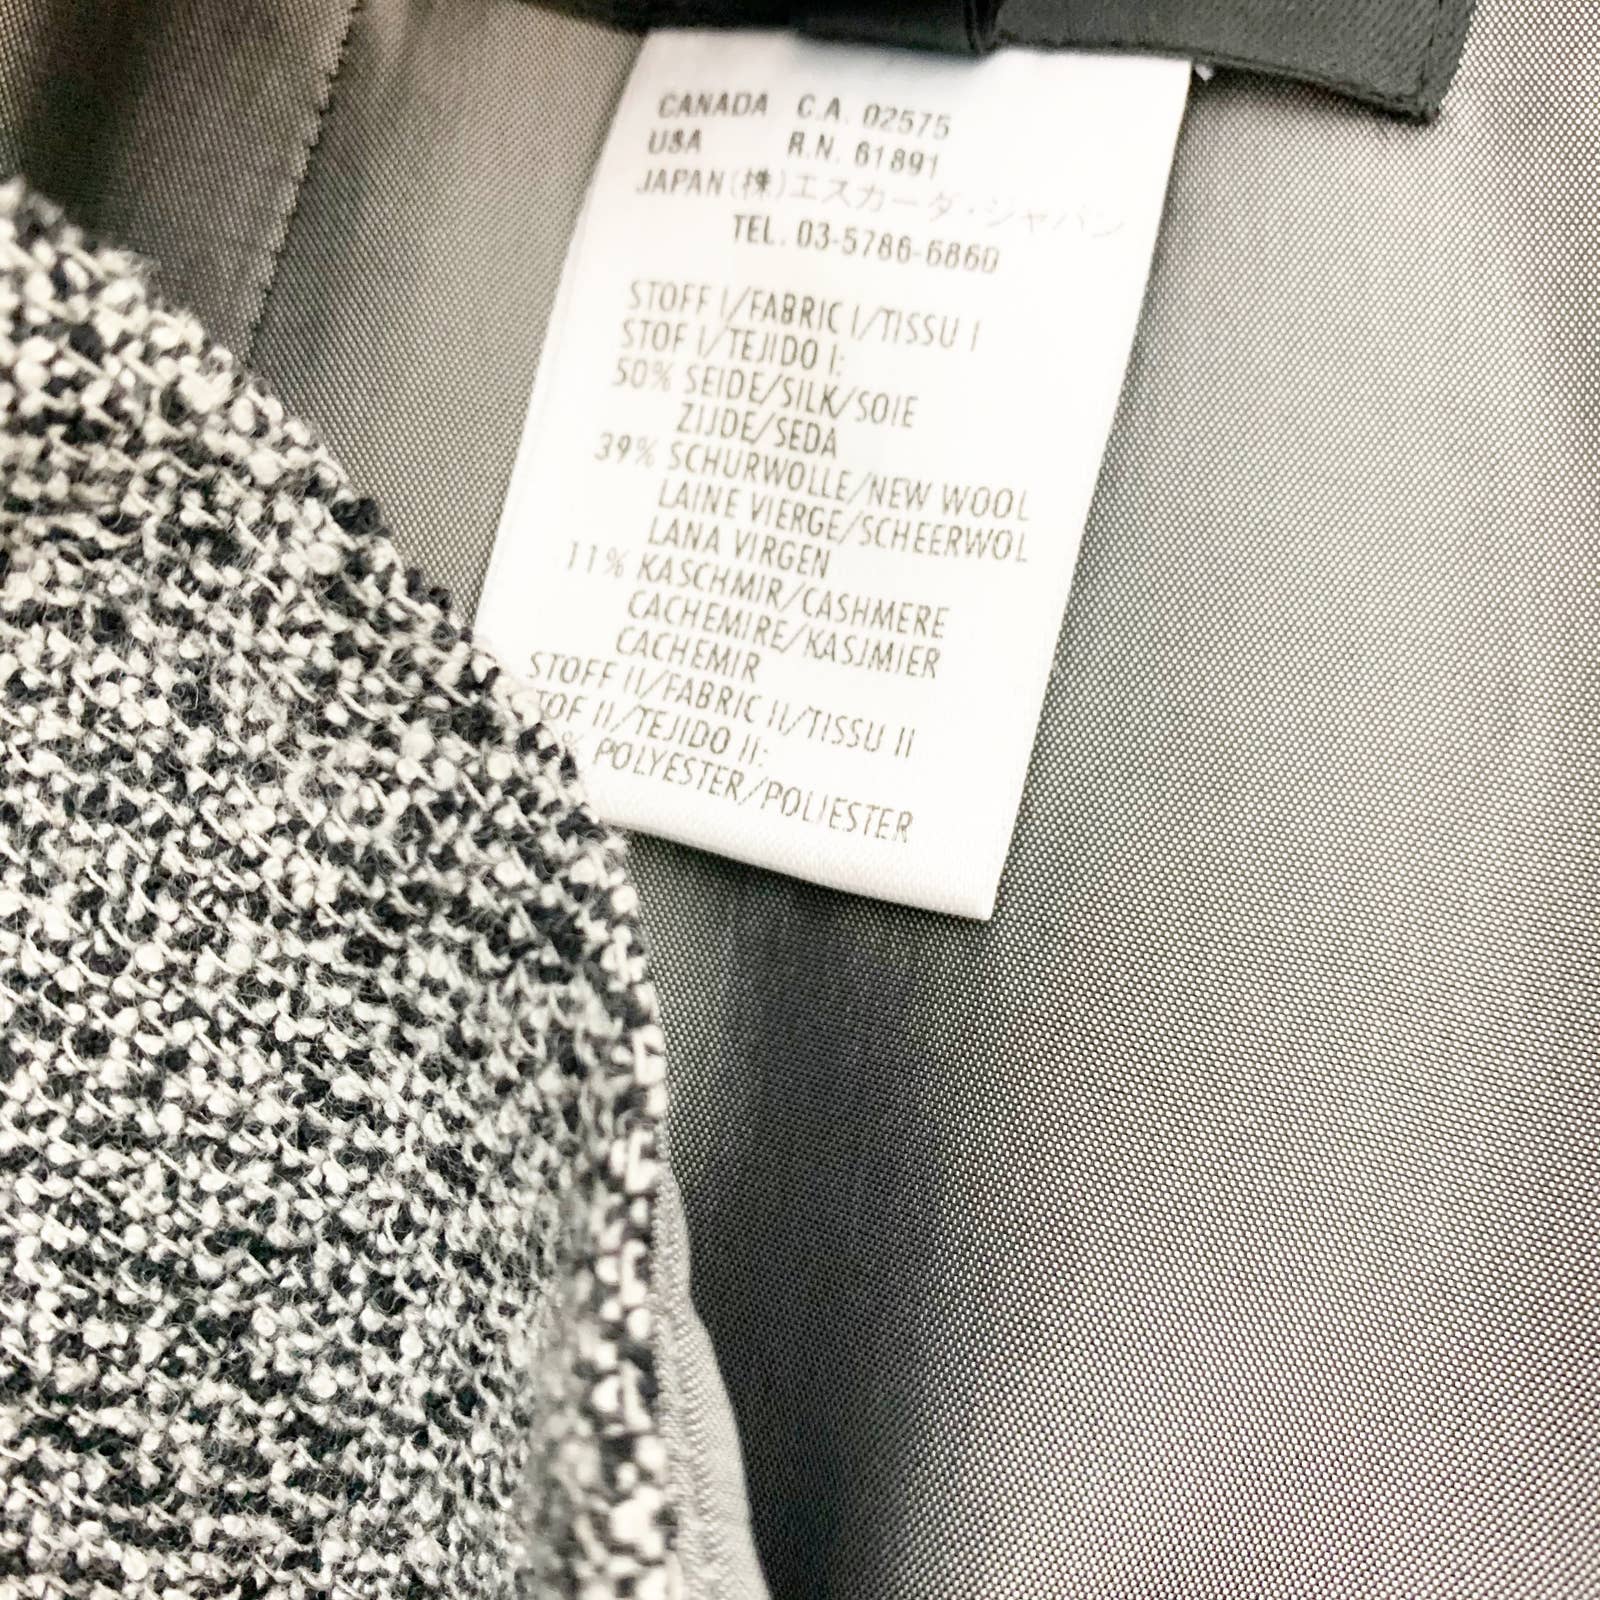 CANADA C.A. 02575
USA R.N. 61891
JAPAN (株)エスカーダ・ジャパン
TEL. 03-5786-6860
STOFF I/FABRIC I/TISSU I
STOF I/TEJIDO I:
50% SEIDE/SILK/SOIE
ZIJDE/SEDA
39% SCHURWOLLE/NEW WOOL
LAINE VIERGE/SCHEERWOL
LANA VIRGEN
11% KASCHMIR/CASHMERE
CACHEMIRE/KASJMIER
CACHEMIR
STOFF II/FABRIC II/TISSU II
TOF II/TEJIDO II:
% POLYESTER/POLIESTER